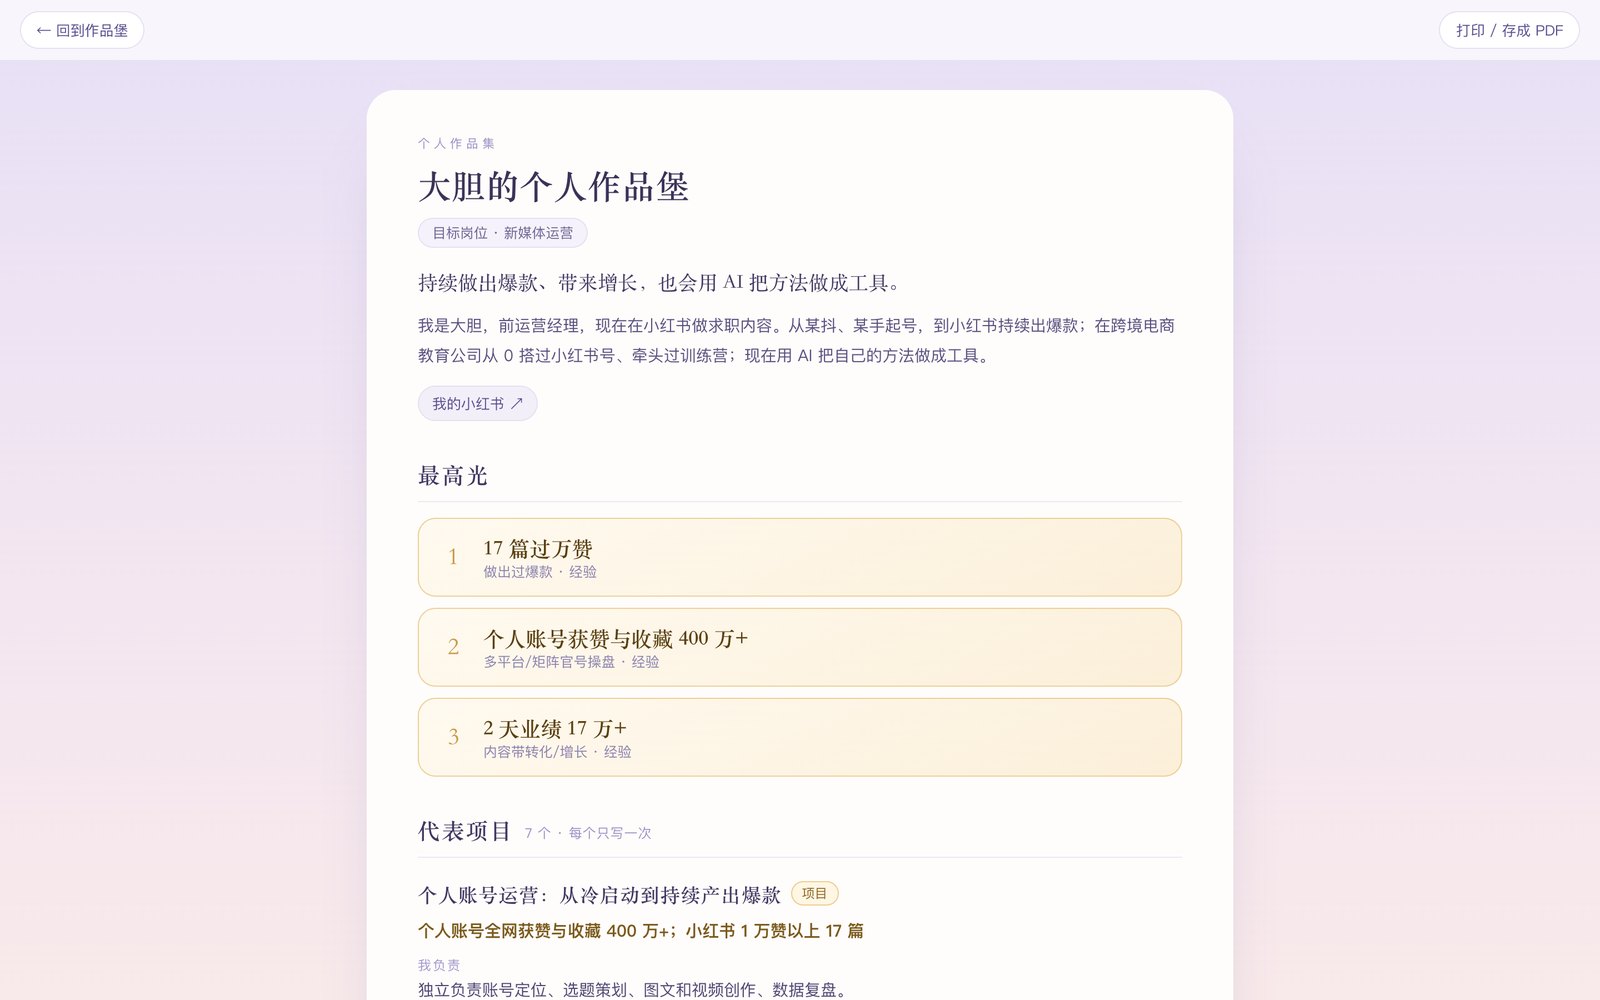 ← 回到作品堡
打印 / 存成 PDF
个人作品集
大胆的个人作品堡
目标岗位 · 新媒体运营
持续做出爆款、带来增长，也会用 AI 把方法做成工具。
我是大胆，前运营经理，现在在小红书做求职内容。从某抖、某手起号，到小红书持续出爆款；在跨境电商
教育公司从 0 搭过小红书号、牵头过训练营；现在用 AI 把自己的方法做成工具。
我的小红书 ↗
最高光
1
17 篇过万赞
做出过爆款 · 经验
2
个人账号获赞与收藏 400 万+
多平台/矩阵官号操盘 · 经验
3
2 天业绩 17 万+
内容带转化/增长 · 经验
代表项目 7 个 · 每个只写一次
个人账号运营：从冷启动到持续产出爆款 项目
个人账号全网获赞与收藏 400 万+；小红书 1 万赞以上 17 篇
我负责
独立负责账号定位、选题策划、图文和视频创作、数据复盘。